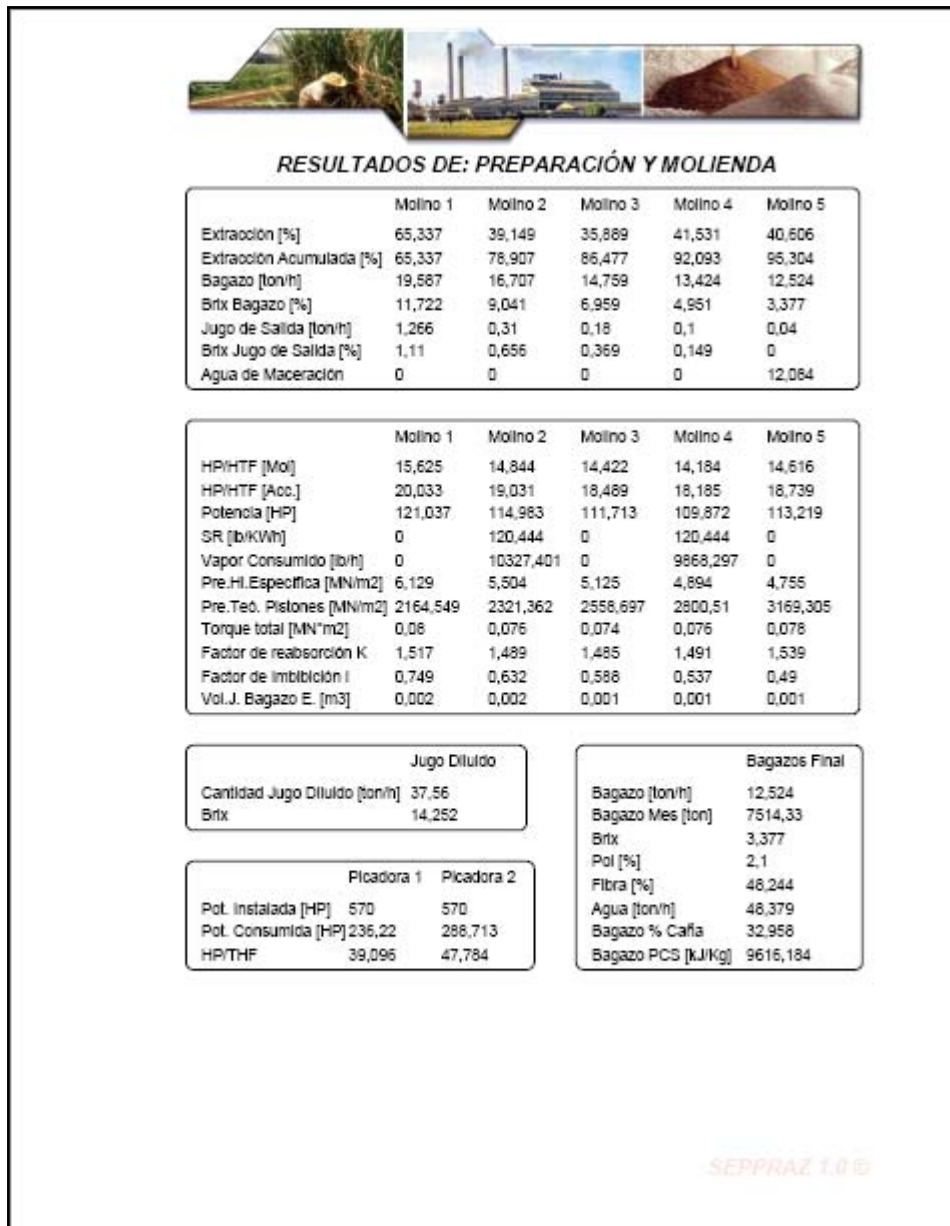 RESULTADOS DE: PREPARACIÓN Y MOLIENDA
Molino 1 Molino 2 Molino 3 Molino 4 Molino 5
Extracción [%] 65,337 39,149 35,889 41,531 40,606
Extracción Acumulada [%] 65,337 78,907 86,477 92,093 95,304
Bagazo [ton/h] 19,587 16,707 14,759 13,424 12,524
Brix Bagazo [%] 11,722 9,041 6,959 4,951 3,377
Jugo de Salida [ton/h] 1,266 0,31 0,18 0,1 0,04
Brix Jugo de Salida [%] 1,11 0,656 0,369 0,149 0
Agua de Maceración 0 0 0 0 12,084
Molino 1 Molino 2 Molino 3 Molino 4 Molino 5
HP/HTF [Mol] 15,625 14,844 14,422 14,184 14,616
HP/HTF [Acc.] 20,033 19,031 18,489 18,185 18,739
Potencia [HP] 121,037 114,983 111,713 109,872 113,219
SR [lb/KWh] 0 120,444 0 120,444 0
Vapor Consumido [lb/h] 0 10327,401 0 9868,297 0
Pre.Hi.Especifica [MN/m2] 6,129 5,504 5,125 4,894 4,755
Pre.Teó. Pistones [MN/m2] 2164,549 2321,362 2558,697 2800,51 3169,305
Torque total [MN*m2] 0,08 0,076 0,074 0,076 0,078
Factor de reabsorción K 1,517 1,489 1,485 1,491 1,539
Factor de Imbibición I 0,749 0,632 0,588 0,537 0,49
Vol.J. Bagazo E. [m3] 0,002 0,002 0,001 0,001 0,001
Jugo Diluido
Cantidad Jugo Diluido [ton/h] 37,56
Brix 14,252
Picadora 1 Picadora 2
Pot. Instalada [HP] 570 570
Pot. Consumida [HP] 236,22 288,713
HP/THF 39,096 47,784
Bagazos Final
Bagazo [ton/h] 12,524
Bagazo Mes [ton] 7514,33
Brix 3,377
Pol [%] 2,1
Fibra [%] 48,244
Agua [ton/h] 48,379
Bagazo % Caña 32,958
Bagazo PCS [kJ/Kg] 9616,184
SEPPRAZ 1.0 ®